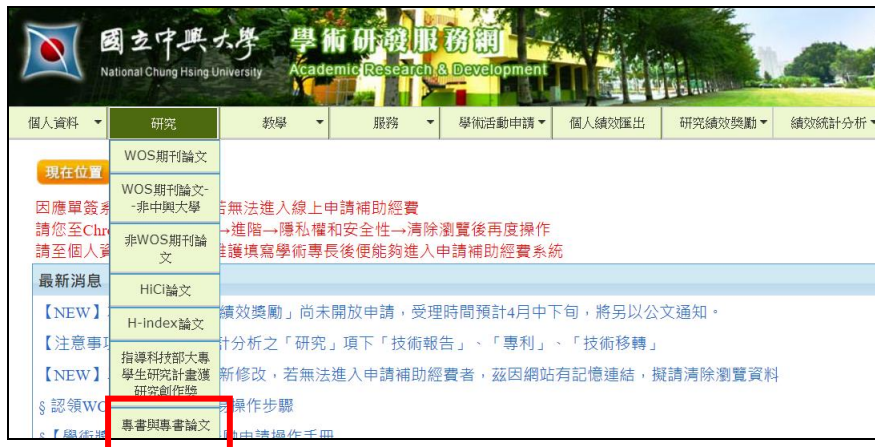 國立中興大學 學術研發服務網
National Chung Hsing University Academic Research & Development
個人資料 研究 教學 服務 學術活動申請 個人績效匯出 研究績效獎勵 績效統計分析
WOS期刊論文
WOS期刊論文-
-非中興大學
非WOS期刊論
文
HiCi論文
H-index論文
指導科技部大專
學生研究計畫獲
研究創作獎
專書與專書論文
現在位置
因應單簽 若無法進入線上申請補助經費
請您至Chr →進階→隱私權和安全性→清除瀏覽後再度操作
請至個人資 維護填寫學術專長後便能夠進入申請補助經費系統
最新消息
【NEW】 績效獎勵」尚未開放申請,受理時間預計4月中下旬,將另以公文通知。
【注意事項 計分析之「研究」項下「技術報告」、「專利」、「技術移轉」
【NEW】 新修改,若無法進入申請補助經費者,茲因網站有記憶連結,擬請清除瀏覽資料
§ 認領WO 操作步驟
§【學術獎 勵申請操作手冊